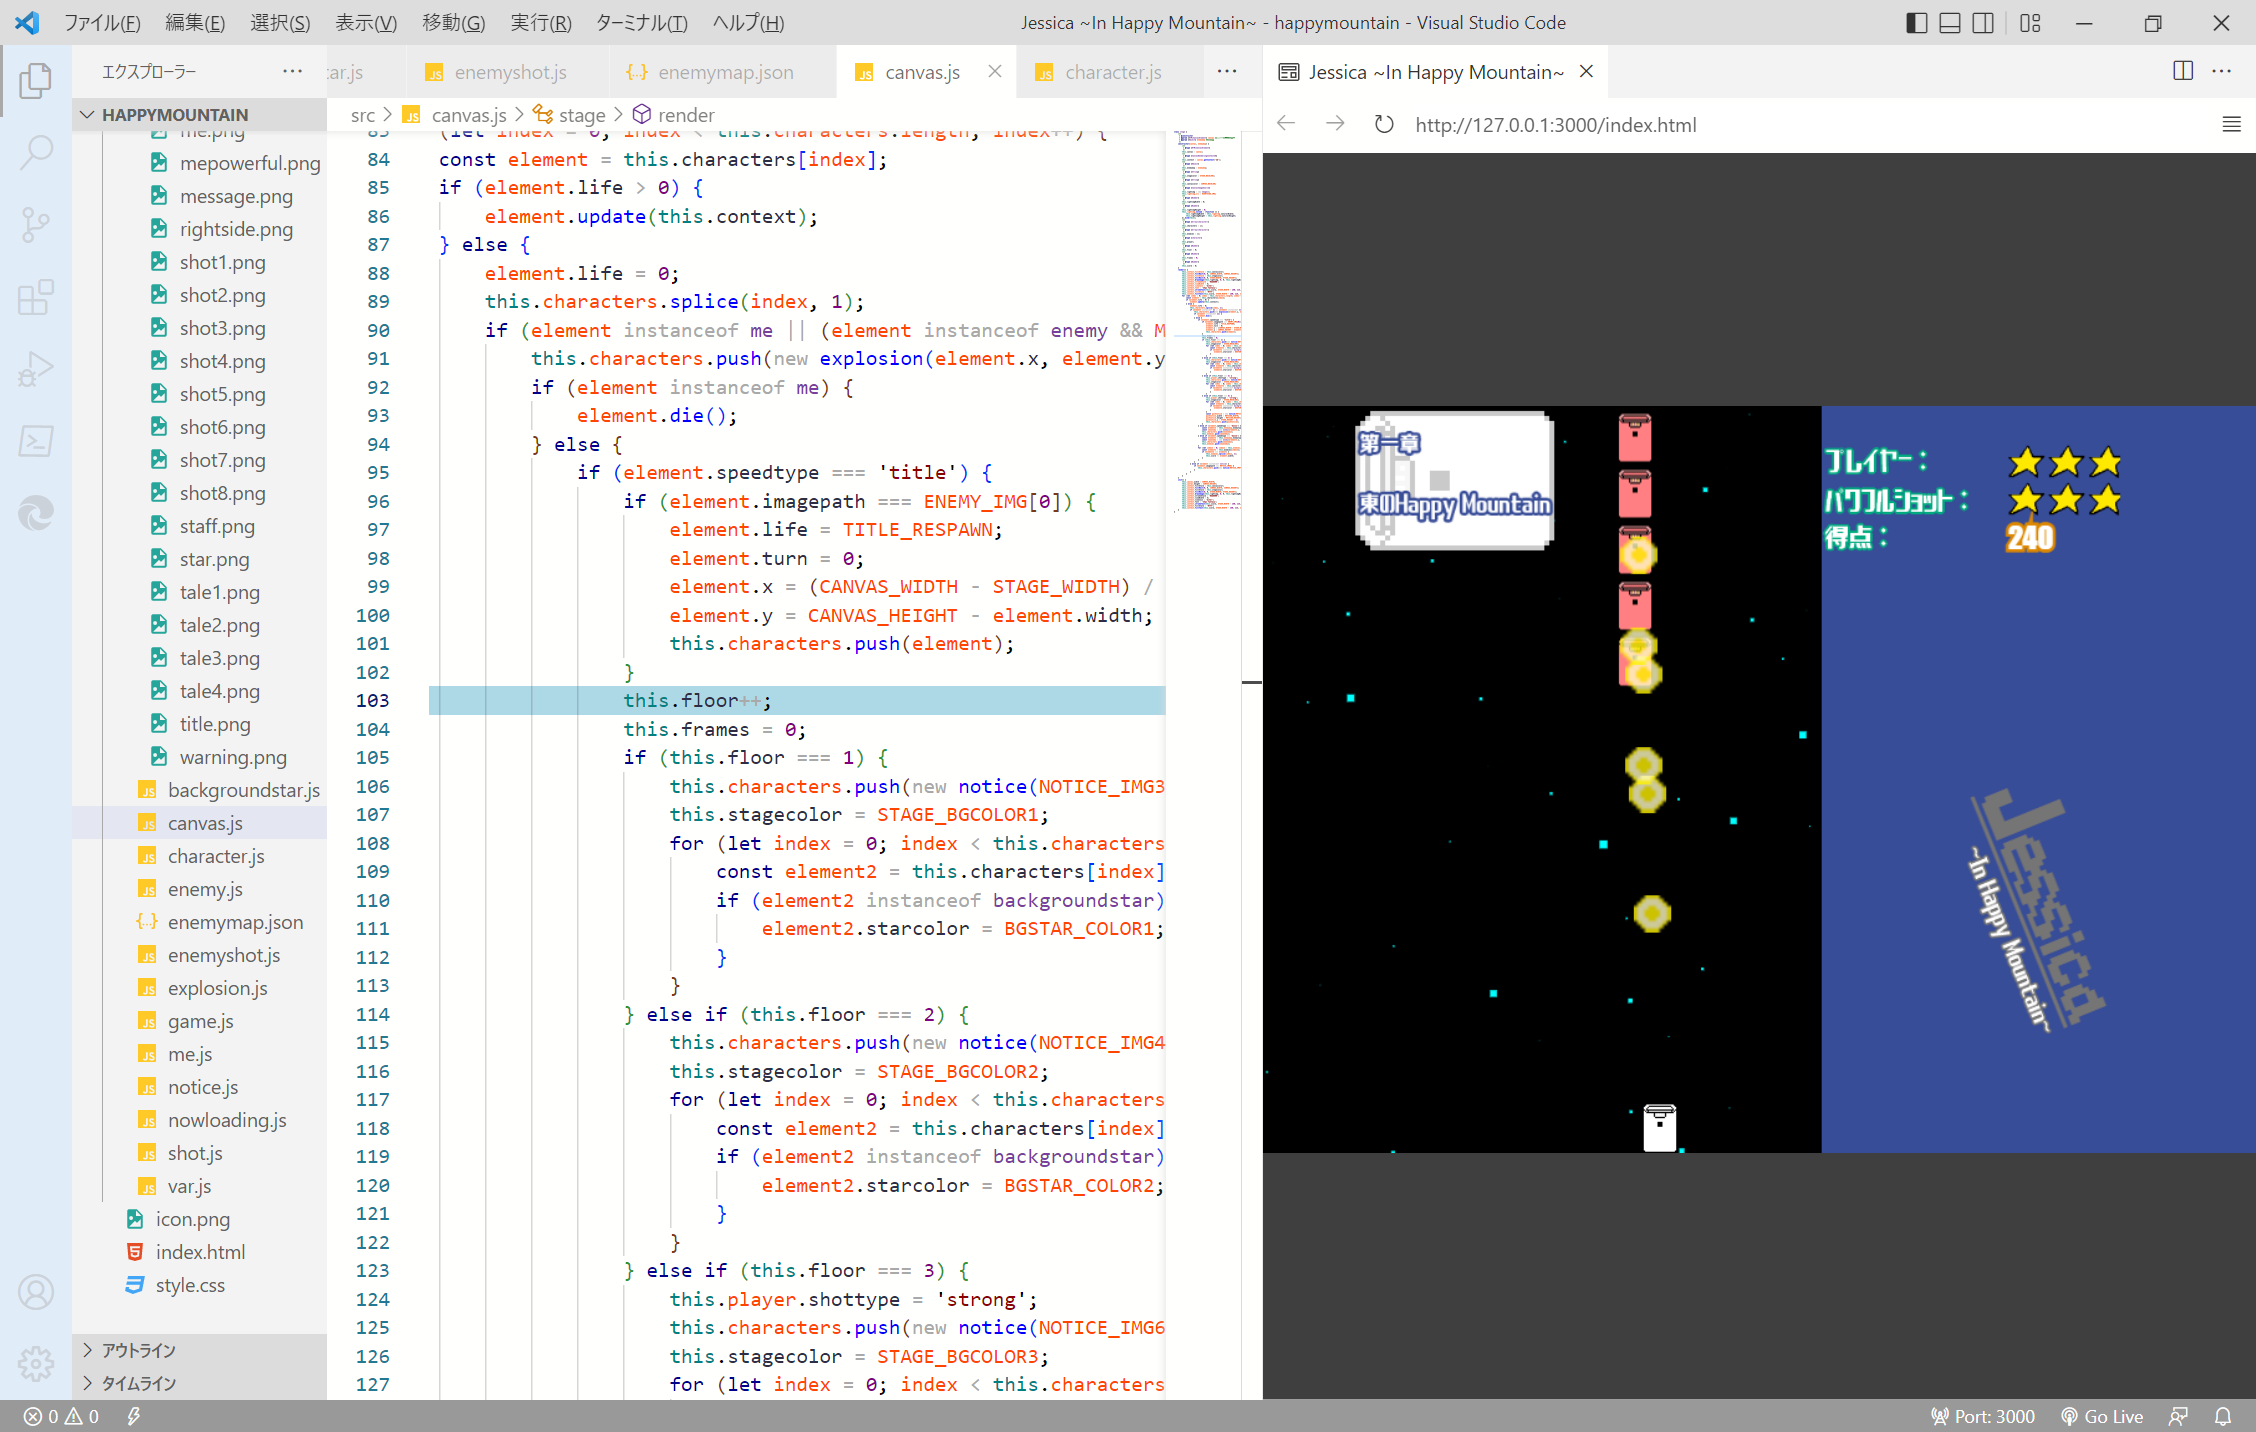 ファイル(F) 編集(E) 選択(S) 表示(V) 移動(G) 実行(R) ターミナル(T) ヘルプ(H)
Jessica ~In Happy Mountain~ - happymountain - Visual Studio Code
エクスプローラー
HAPPYMOUNTAIN
me.png
mepowerful.png
message.png
rightside.png
shot1.png
shot2.png
shot3.png
shot4.png
shot5.png
shot6.png
shot7.png
shot8.png
staff.png
star.png
tale1.png
tale2.png
tale3.png
tale4.png
title.png
warning.png
backgroundstar.js
canvas.js
character.js
enemy.js
enemymap.json
enemyshot.js
explosion.js
game.js
me.js
notice.js
nowloading.js
shot.js
var.js
icon.png
index.html
style.css
アウトライン
タイムライン
tar.js enemyshot.js enemymap.json canvas.js character.js
src > canvas.js > stage > render
83 (let index = 0; index < this.characters.length; index++) {
84 const element = this.characters[index];
85 if (element.life > 0) {
86 element.update(this.context);
87 } else {
88 element.life = 0;
89 this.characters.splice(index, 1);
90 if (element instanceof me || (element instanceof enemy && M
91 this.characters.push(new explosion(element.x, element.y
92 if (element instanceof me) {
93 element.die();
94 } else {
95 if (element.speedtype === 'title') {
96 if (element.imagepath === ENEMY_IMG[0]) {
97 element.life = TITLE_RESPAWN;
98 element.turn = 0;
99 element.x = (CANVAS_WIDTH - STAGE_WIDTH) /
100 element.y = CANVAS_HEIGHT - element.width;
101 this.characters.push(element);
102 }
103 this.floor++;
104 this.frames = 0;
105 if (this.floor === 1) {
106 this.characters.push(new notice(NOTICE_IMG3
107 this.stagecolor = STAGE_BGCOLOR1;
108 for (let index = 0; index < this.characters
109 const element2 = this.characters[index]
110 if (element2 instanceof backgroundstar)
111 element2.starcolor = BGSTAR_COLOR1;
112 }
113 }
114 } else if (this.floor === 2) {
115 this.characters.push(new notice(NOTICE_IMG4
116 this.stagecolor = STAGE_BGCOLOR2;
117 for (let index = 0; index < this.characters
118 const element2 = this.characters[index]
119 if (element2 instanceof backgroundstar)
120 element2.starcolor = BGSTAR_COLOR2;
121 }
122 }
123 } else if (this.floor === 3) {
124 this.player.shottype = 'strong';
125 this.characters.push(new notice(NOTICE_IMG6
126 this.stagecolor = STAGE_BGCOLOR3;
127 for (let index = 0; index < this.characters
Jessica ~In Happy Mountain~
http://127.0.0.1:3000/index.html
第一章
東のHappy Mountain
プレイヤー：
パワフルショット：
得点： 240
Jessica
~In Happy Mountain~
0 0
Port: 3000 Go Live